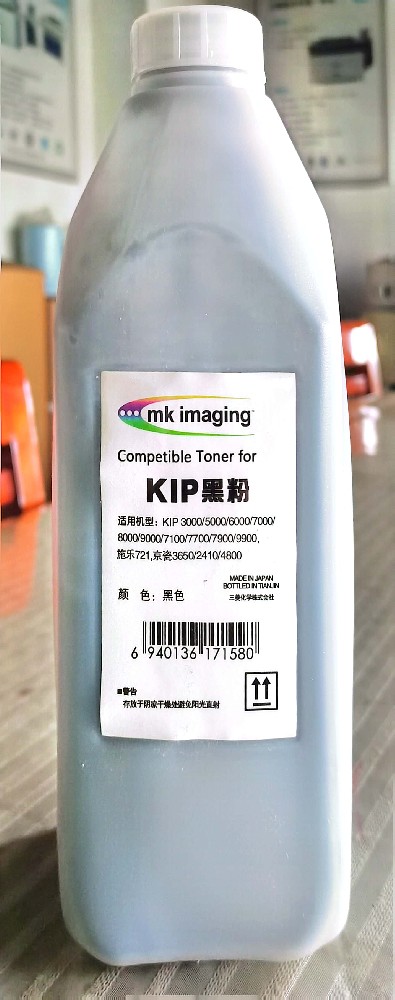 mk imaging
Competible Toner for
KIP黑粉
适用机型：KIP 3000/5000/6000/7000/
8000/9000/7100/7700/7900/9900,
施乐721,京瓷3650/2410/4800
MADE IN JAPAN
BOTTLED IN TIANJIN
三菱化学株式会社
颜 色：黑色
6 940136 171580
■警告
存放于阴凉干燥处避免阳光直射